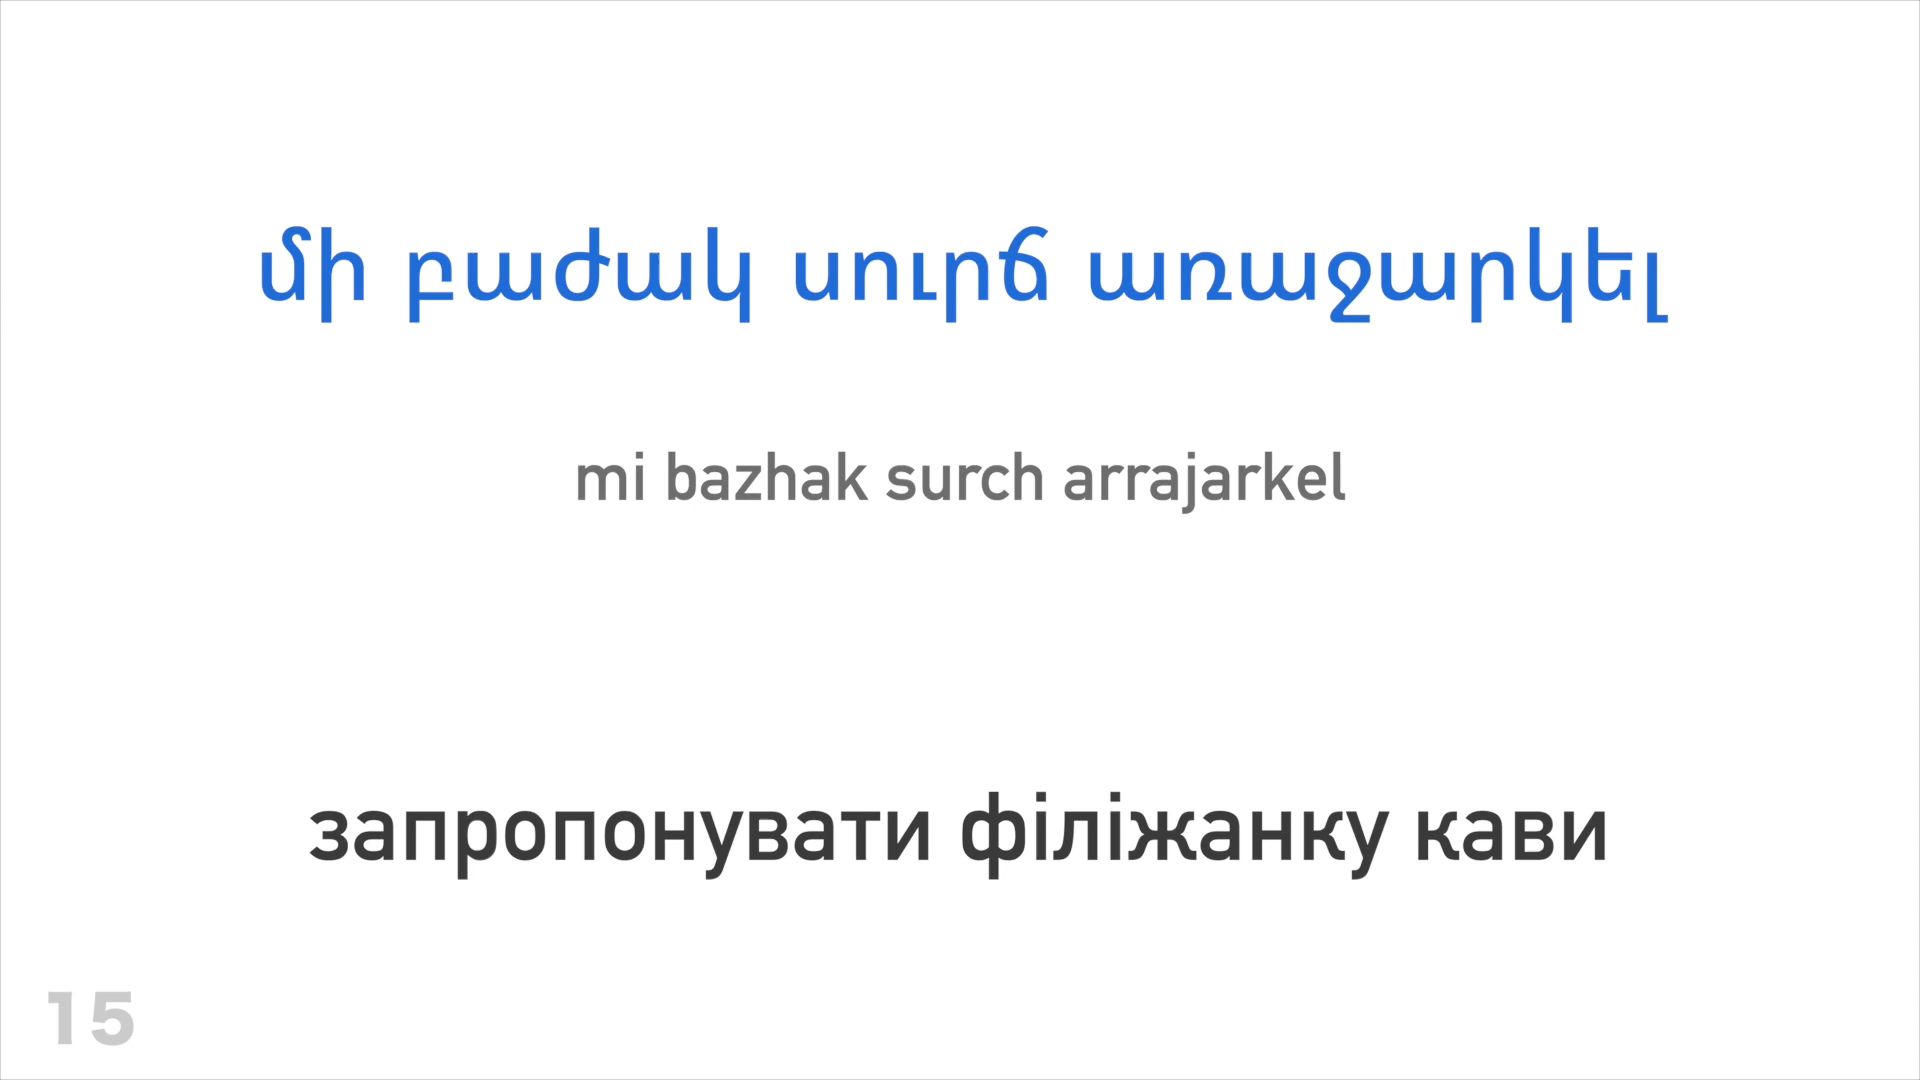 մի բաժակ սուրճ առաջարկել
mi bazhak surch arrajarkel
запропонувати філіжанку кави
15